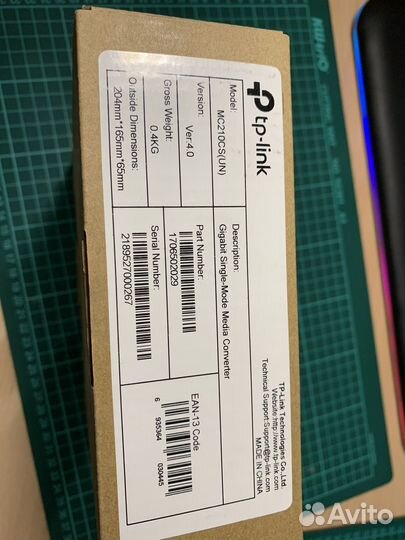 tp-link
TP-Link Technologies Co.,Ltd.
Website:http://www.tp-link.com
Technical Support:Support@tp-link.com
MADE IN CHINA
Model:
MC210CS(UN)
Description:
Gigabit Single-Mode Media Converter
Version:
Ver:4.0
Part Number:
1706502029
EAN-13 Code
6 935364 030445
Gross Weight:
0.4KG
Serial Number:
2189527000267
Outside Dimensions:
204mm*165mm*65mm
Avito